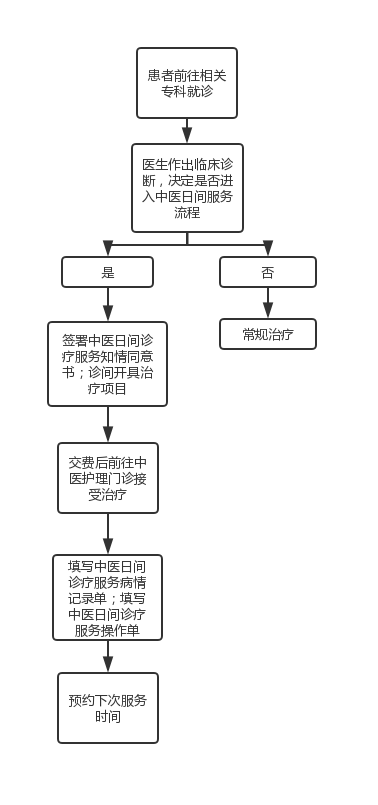 患者前往相关
专科就诊
医生作出临床诊
断，决定是否进
入中医日间服务
流程
是
否
签署中医日间诊
疗服务知情同意
书；诊间开具治
疗项目
常规治疗
交费后前往中
医护理门诊接
受治疗
填写中医日间
诊疗服务病情
记录单；填写
中医日间诊疗
服务操作单
预约下次服务
时间